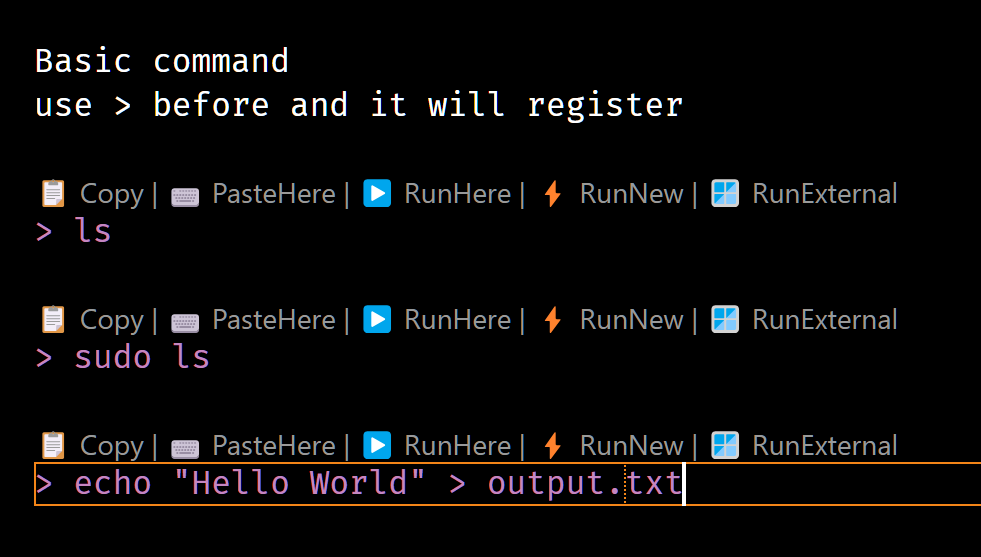 Basic command
use > before and it will register
Copy | PasteHere | RunHere | RunNew | RunExternal
> ls
Copy | PasteHere | RunHere | RunNew | RunExternal
> sudo ls
Copy | PasteHere | RunHere | RunNew | RunExternal
> echo "Hello World" > output.txt